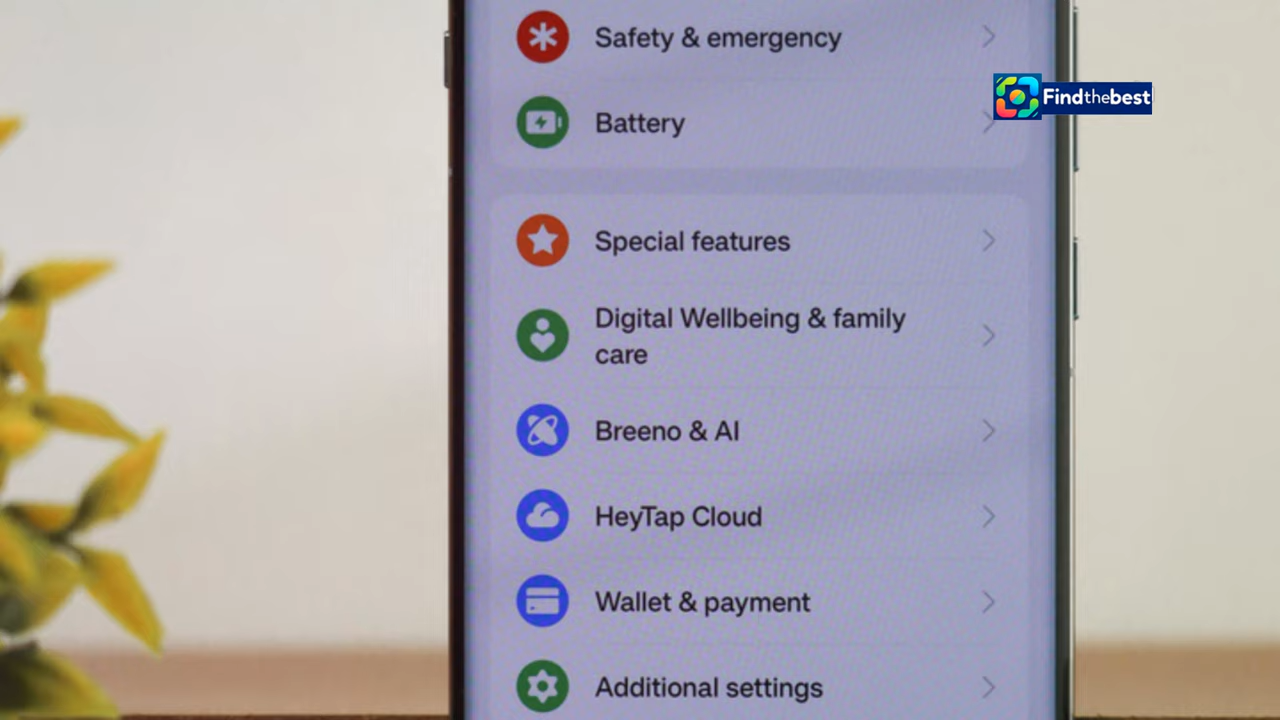 Safety & emergency
Findthebest
Battery
Special features
Digital Wellbeing & family
care
Breeno & AI
HeyTap Cloud
Wallet & payment
Additional settings